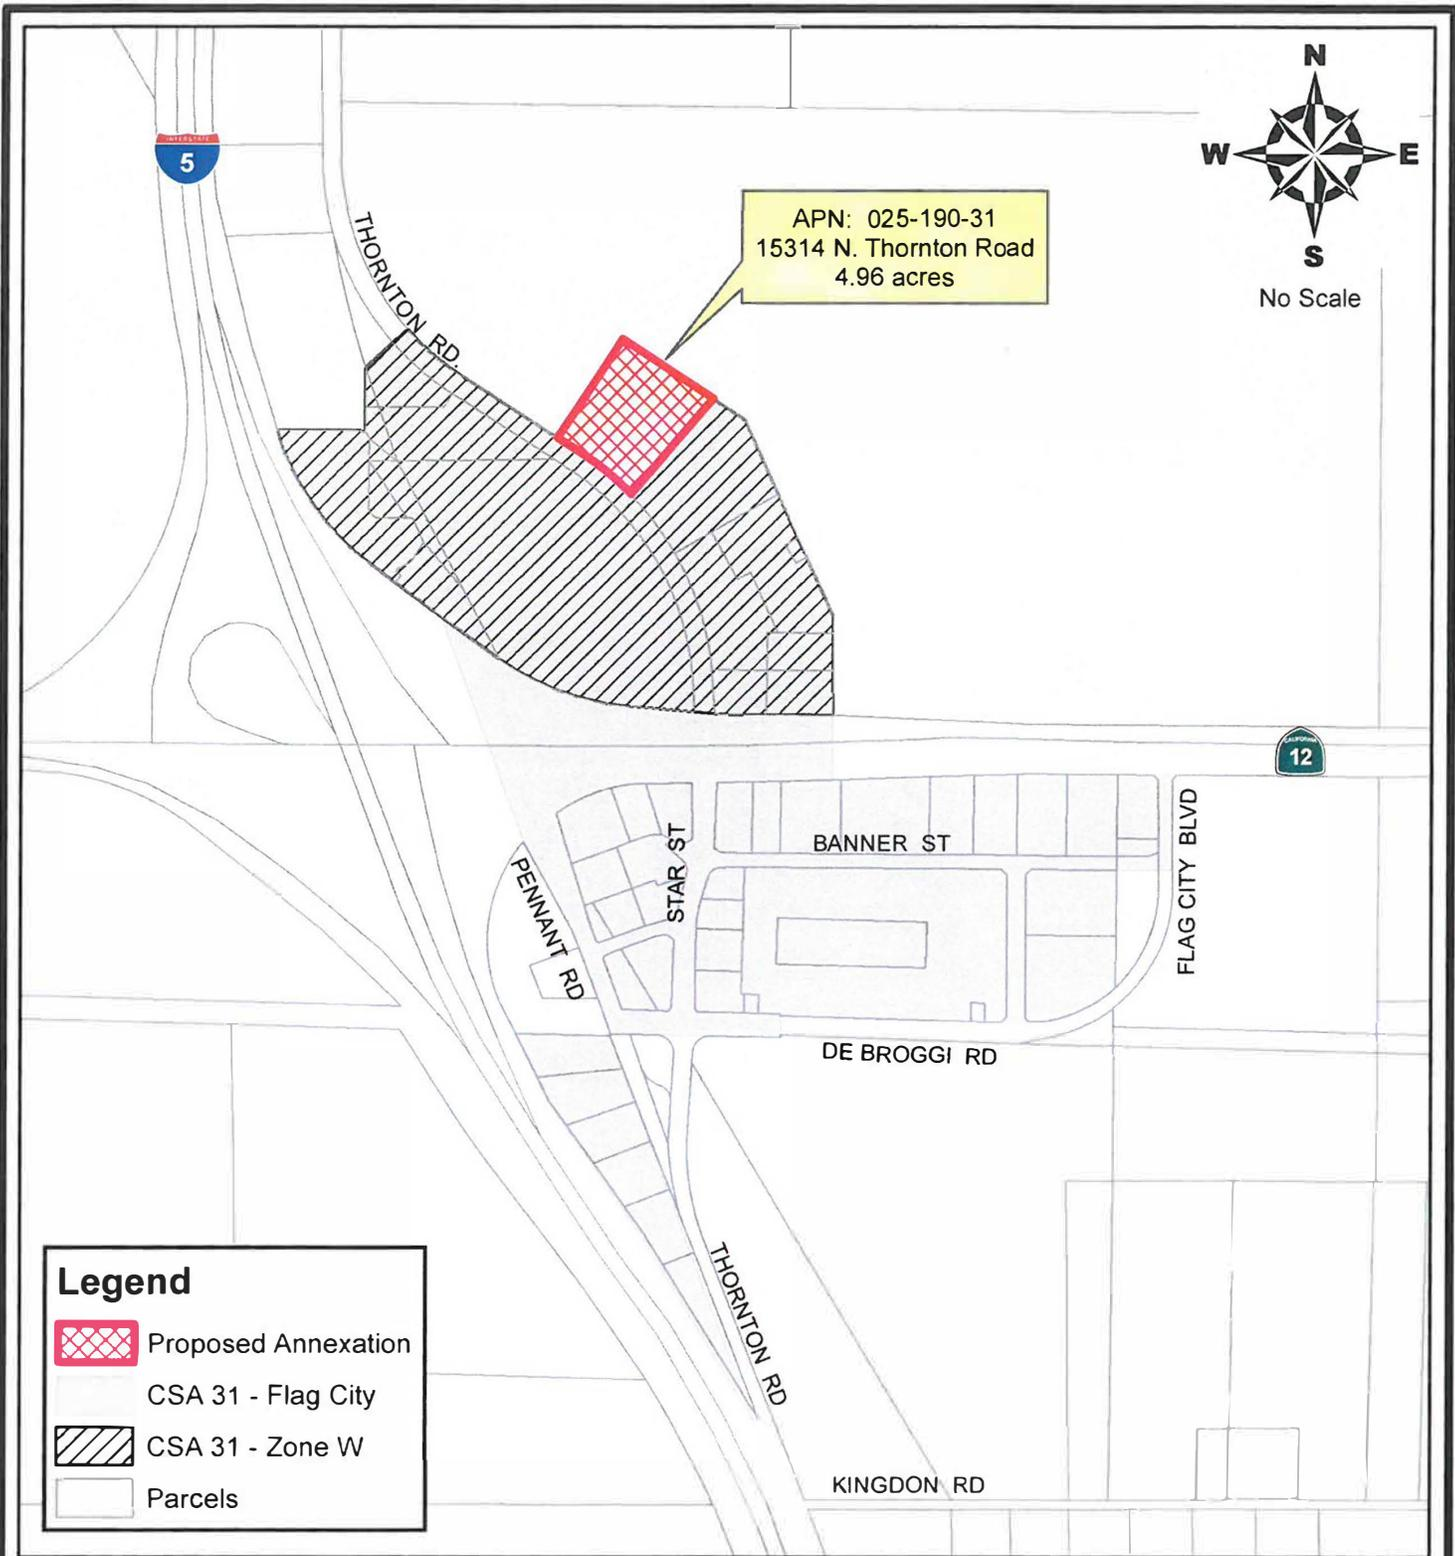 N
W
E
S
No Scale
INTERSTATE
5
THORNTON RD.
APN: 025-190-31
15314 N. Thornton Road
4.96 acres
CALIFORNIA
12
BANNER ST
STAR ST
FLAG CITY BLVD
PENNANT RD
DE BROGGI RD
THORNTON RD
KINGDON RD
Legend
Proposed Annexation
CSA 31 - Flag City
CSA 31 - Zone W
Parcels